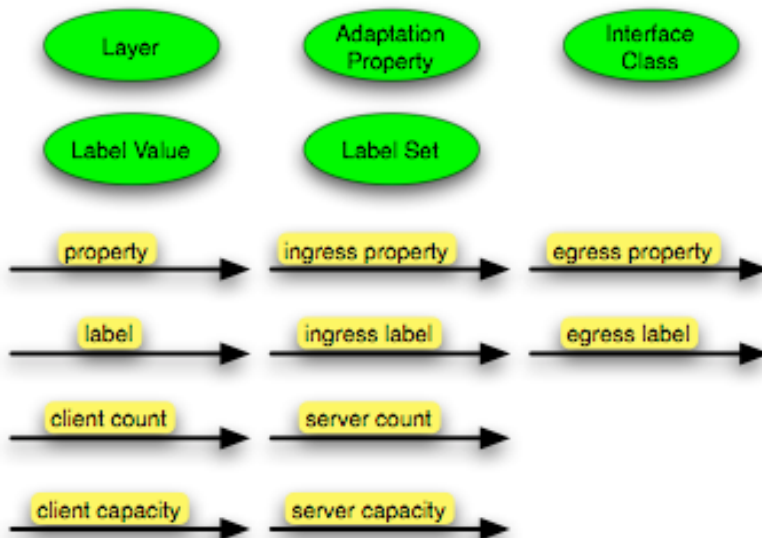 Layer
Adaptation
Property
Interface
Class
Label Value
Label Set
property
ingress property
egress property
label
ingress label
egress label
client count
server count
client capacity
server capacity